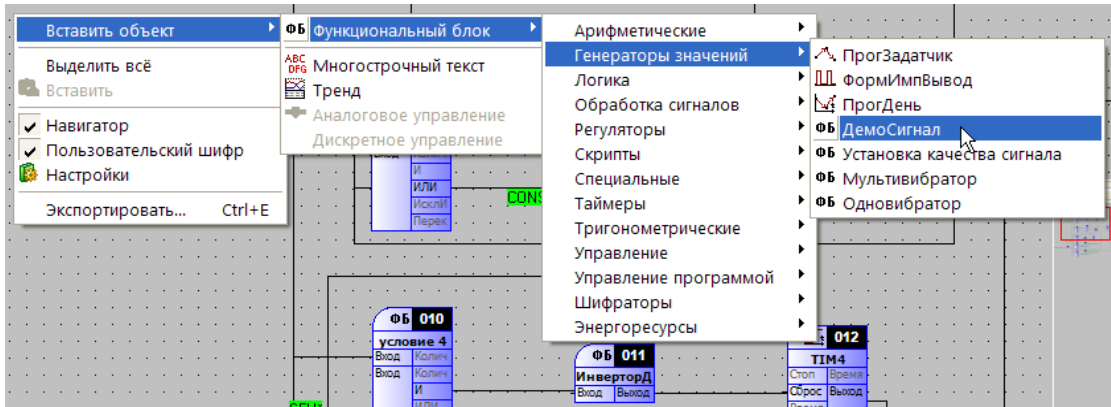 Вставить объект
Выделить всё
Вставить
Навигатор
Пользовательский шифр
Настройки
Экспортировать... Ctrl+E
ФБ Функциональный блок
ABC DFG Многострочный текст
Тренд
Аналогового управление
Дискретного управление
Арифметические
Генераторы значений
Логика
Обработка сигналов
Регуляторы
Скрипты
Специальные
Таймеры
Тригонометрические
Управление
Управление программой
Шифраторы
Энергоресурсы
ПрогЗадатчик
ФормИмпВывод
ПрогДень
ФБ ДемоСигнал
ФБ Установка качества сигнала
ФБ Мультивибратор
ФБ Одновибратор
И
ИЛИ
ИсклИ
Перек
CONS
ФБ 010
условие 4
Вход Колич
Вход Колич
И
ФБ 011
ИнверторД
Вход Выход
012
TIM4
Стоп Время
Сброс Выход